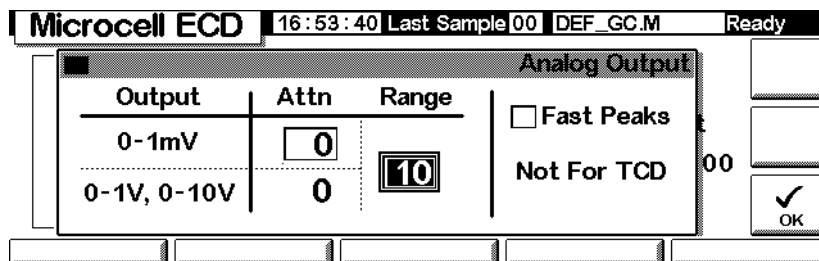 Microcell ECD 16:53:40 Last Sample 00 DEF_GC.M Ready
Analog Output
Output Attn Range
0-1mV 0
0-1V, 0-10V 0
10
Fast Peaks
Not For TCD
t
00
OK